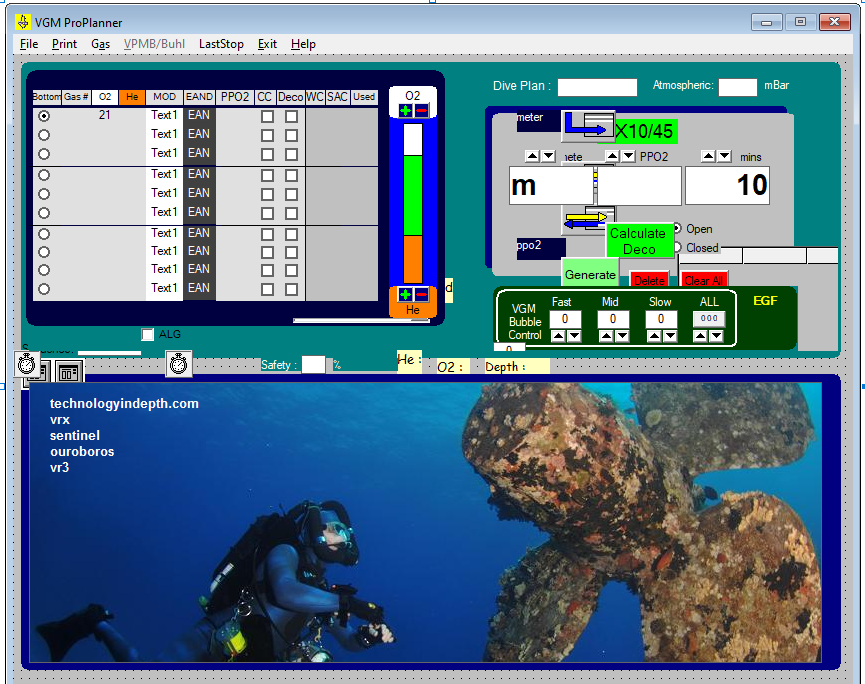 VGM ProPlanner
File Print Gas VPMB/Buhl LastStop Exit Help
Dive Plan : Atmospheric: mBar
Bottom Gas # O2 He MOD EAND PPO2 CC Deco WC SAC Used
O2
21 Text1 EAN
Text1 EAN
Text1 EAN
Text1 EAN
Text1 EAN
Text1 EAN
Text1 EAN
Text1 EAN
Text1 EAN
Text1 EAN
He
meter
X10/45
PPO2 mins
m 10
Calculate Deco
Open
ppo2
Closed
Generate Delete Clear All
VGM Bubble Control
Fast Mid Slow ALL EGF
0 0 0 000
0
ALG
Safety : % He : O2 : Depth :
technologyindepth.com
vrx
sentinel
ouroboros
vr3